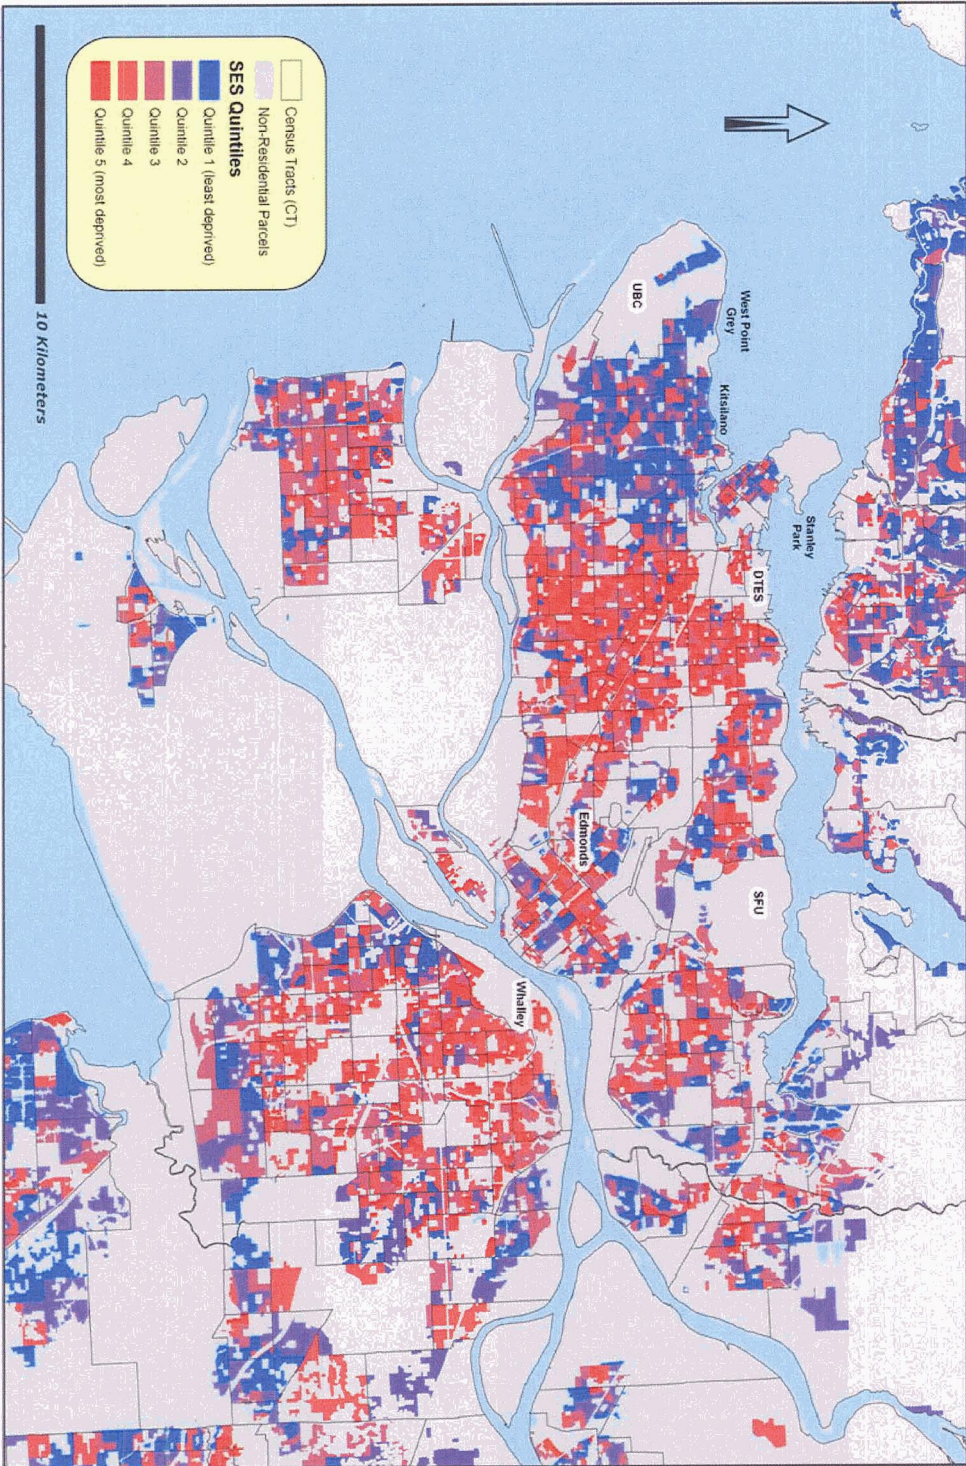 West Point
Grey
Kitsilano
Stanley
Park
UBC
DTES
SFU
Edmonds
Whalley
Census Tracts (CT)
Non-Residential Parcels
SES Quintiles
Quintile 1 (least deprived)
Quintile 2
Quintile 3
Quintile 4
Quintile 5 (most deprived)
10 Kilometers